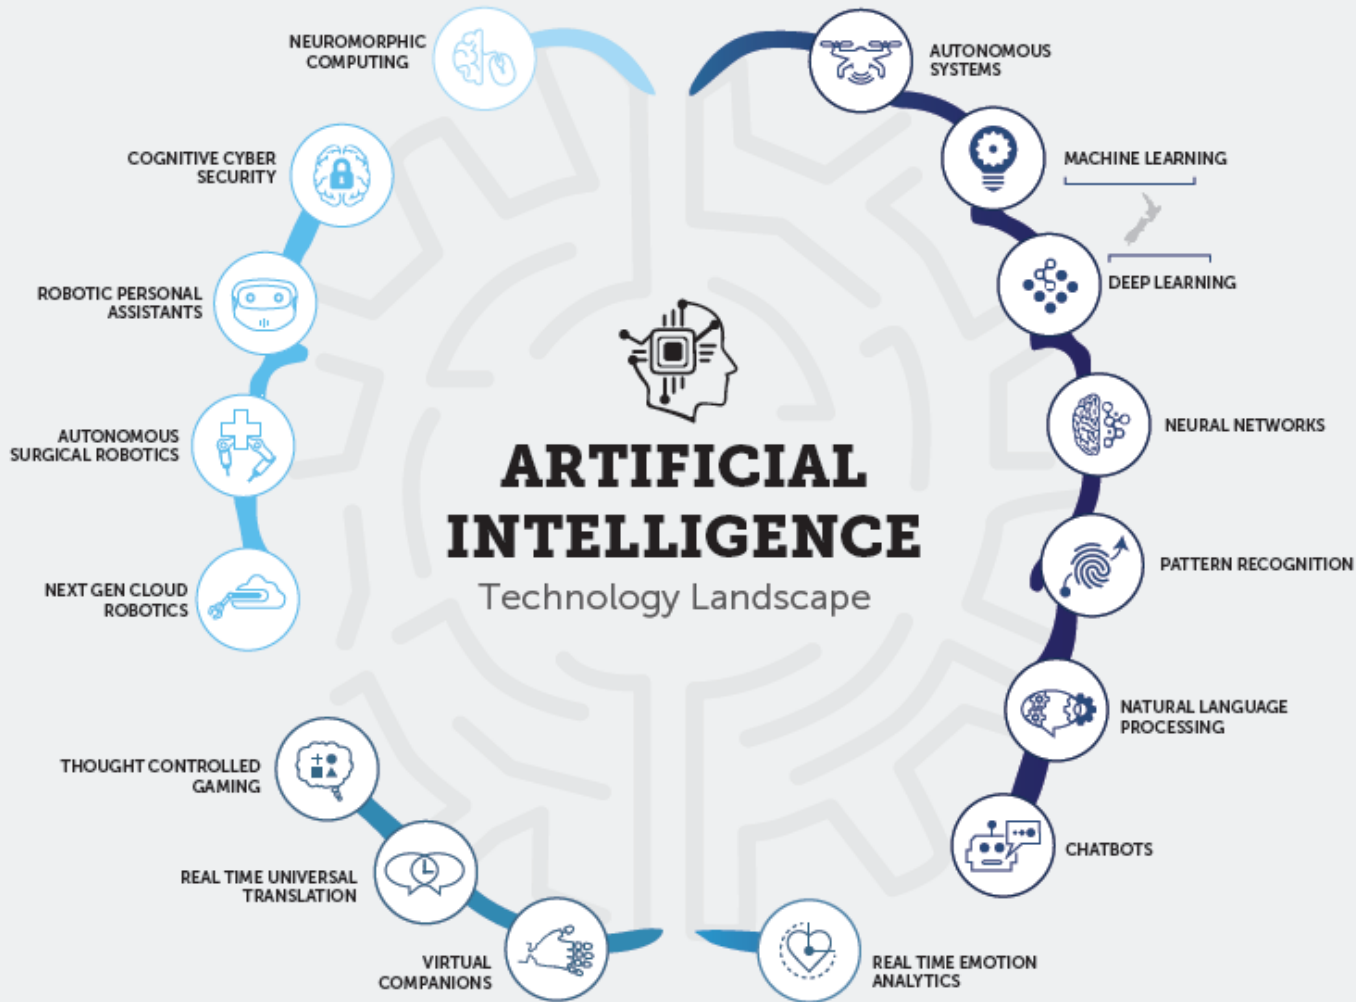 NEUROMORPHIC
COMPUTING
AUTONOMOUS
SYSTEMS
COGNITIVE CYBER
SECURITY
MACHINE LEARNING
ROBOTIC PERSONAL
ASSISTANTS
DEEP LEARNING
AUTONOMOUS
SURGICAL ROBOTICS
NEURAL NETWORKS
ARTIFICIAL
INTELLIGENCE
Technology Landscape
NEXT GEN CLOUD
ROBOTICS
PATTERN RECOGNITION
NATURAL LANGUAGE
PROCESSING
THOUGHT CONTROLLED
GAMING
CHATBOTS
REAL TIME UNIVERSAL
TRANSLATION
VIRTUAL
COMPANIONS
REAL TIME EMOTION
ANALYTICS